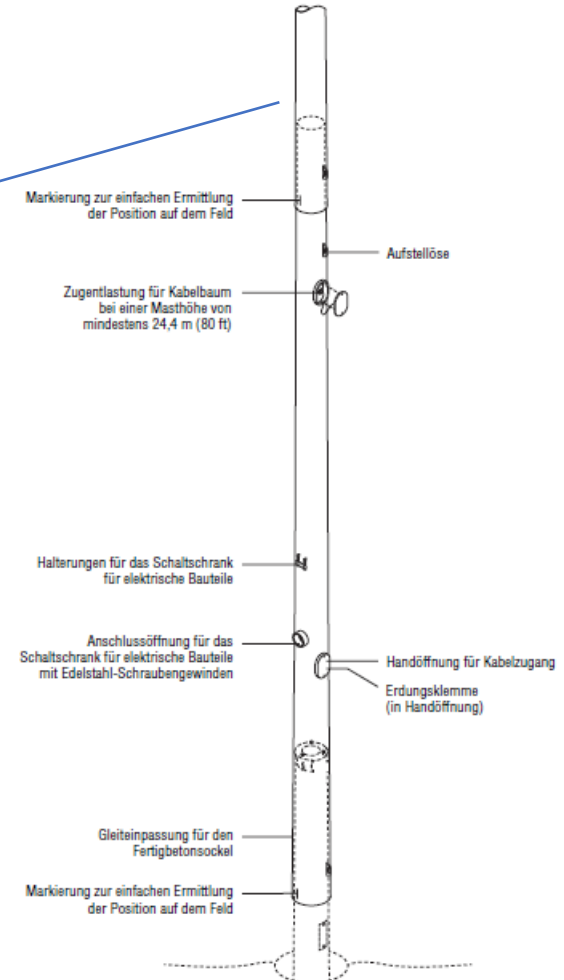 Markierung zur einfachen Ermittlung
der Position auf dem Feld
Aufstellöse
Zugentlastung für Kabelbaum
bei einer Masthöhe von
mindestens 24,4 m (80 ft)
Halterungen für das Schaltschrank
für elektrische Bauteile
Anschlussöffnung für das
Schaltschrank für elektrische Bauteile
mit Edelstahl-Schraubengewinden
Handöffnung für Kabelzugang
Erdungsklemme
(in Handöffnung)
Gleiteinpassung für den
Fertigbetonsockel
Markierung zur einfachen Ermittlung
der Position auf dem Feld